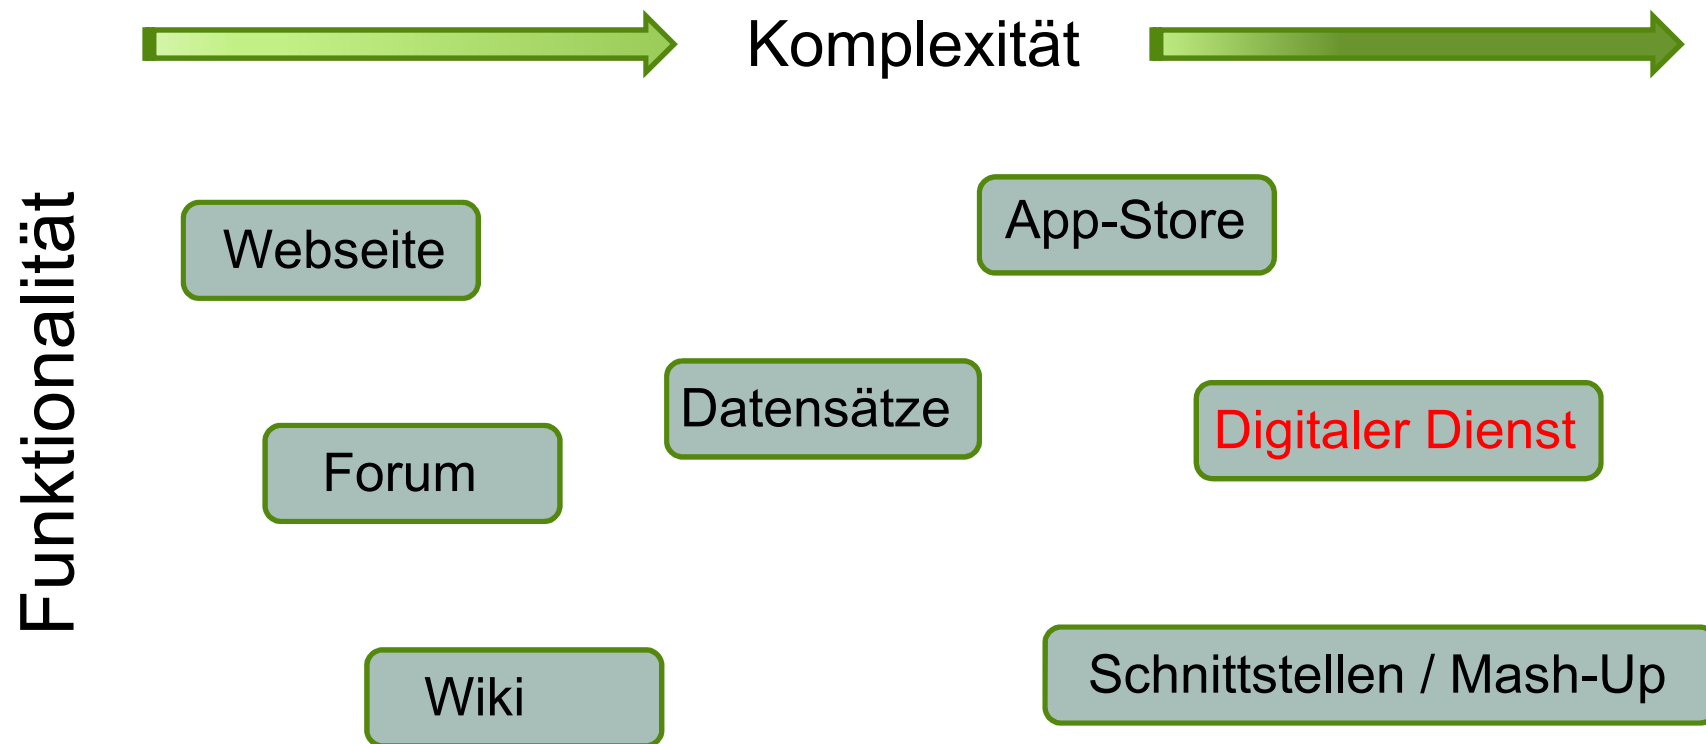 Komplexität
Funktionalität
Webseite
App-Store
Datensätze
Digitaler Dienst
Forum
Schnittstellen / Mash-Up
Wiki